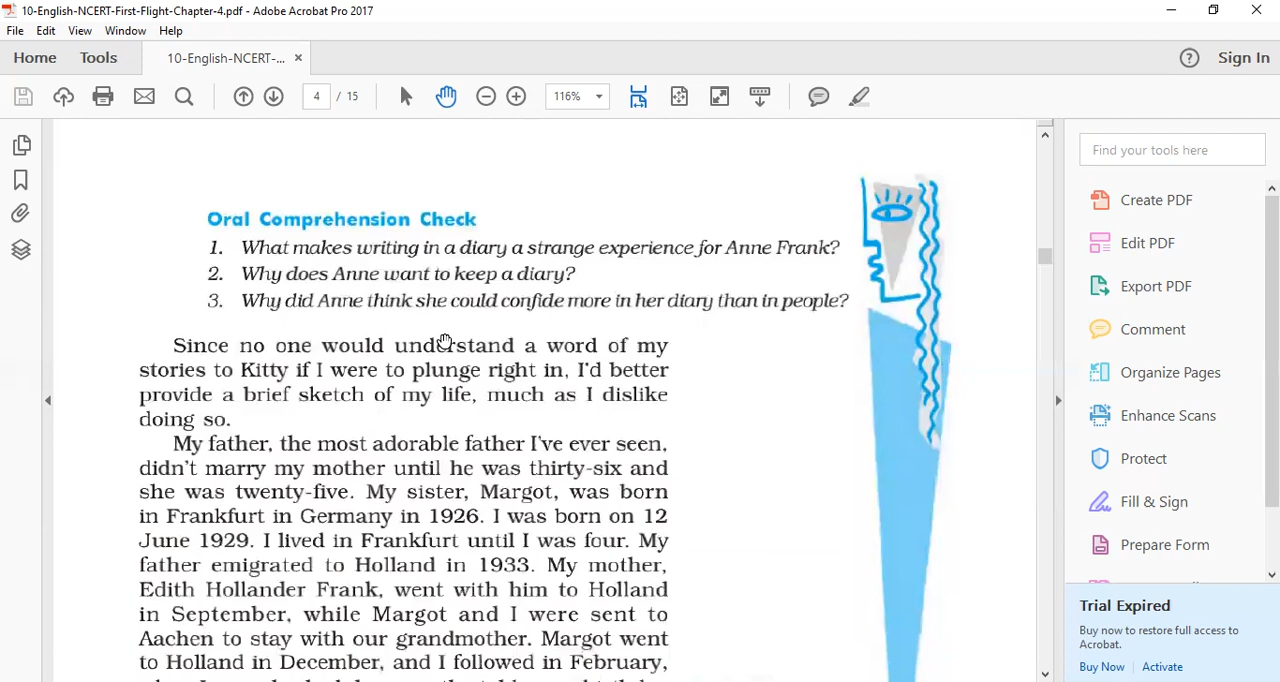 10-English-NCERT-First-Flight-Chapter-4.pdf - Adobe Acrobat Pro 2017
File Edit View Window Help
Home Tools 10-English-NCERT-... × ? Sign In
4 / 15 116%
Find your tools here
Create PDF
Edit PDF
Export PDF
Comment
Organize Pages
Enhance Scans
Protect
Fill & Sign
Prepare Form
Trial Expired
Buy now to restore full access to
Acrobat.
Buy Now Activate
Oral Comprehension Check
1. What makes writing in a diary a strange experience for Anne Frank?
2. Why does Anne want to keep a diary?
3. Why did Anne think she could confide more in her diary than in people?
Since no one would understand a word of my
stories to Kitty if I were to plunge right in, I'd better
provide a brief sketch of my life, much as I dislike
doing so.
My father, the most adorable father I've ever seen,
didn't marry my mother until he was thirty-six and
she was twenty-five. My sister, Margot, was born
in Frankfurt in Germany in 1926. I was born on 12
June 1929. I lived in Frankfurt until I was four. My
father emigrated to Holland in 1933. My mother,
Edith Hollander Frank, went with him to Holland
in September, while Margot and I were sent to
Aachen to stay with our grandmother. Margot went
to Holland in December, and I followed in February,